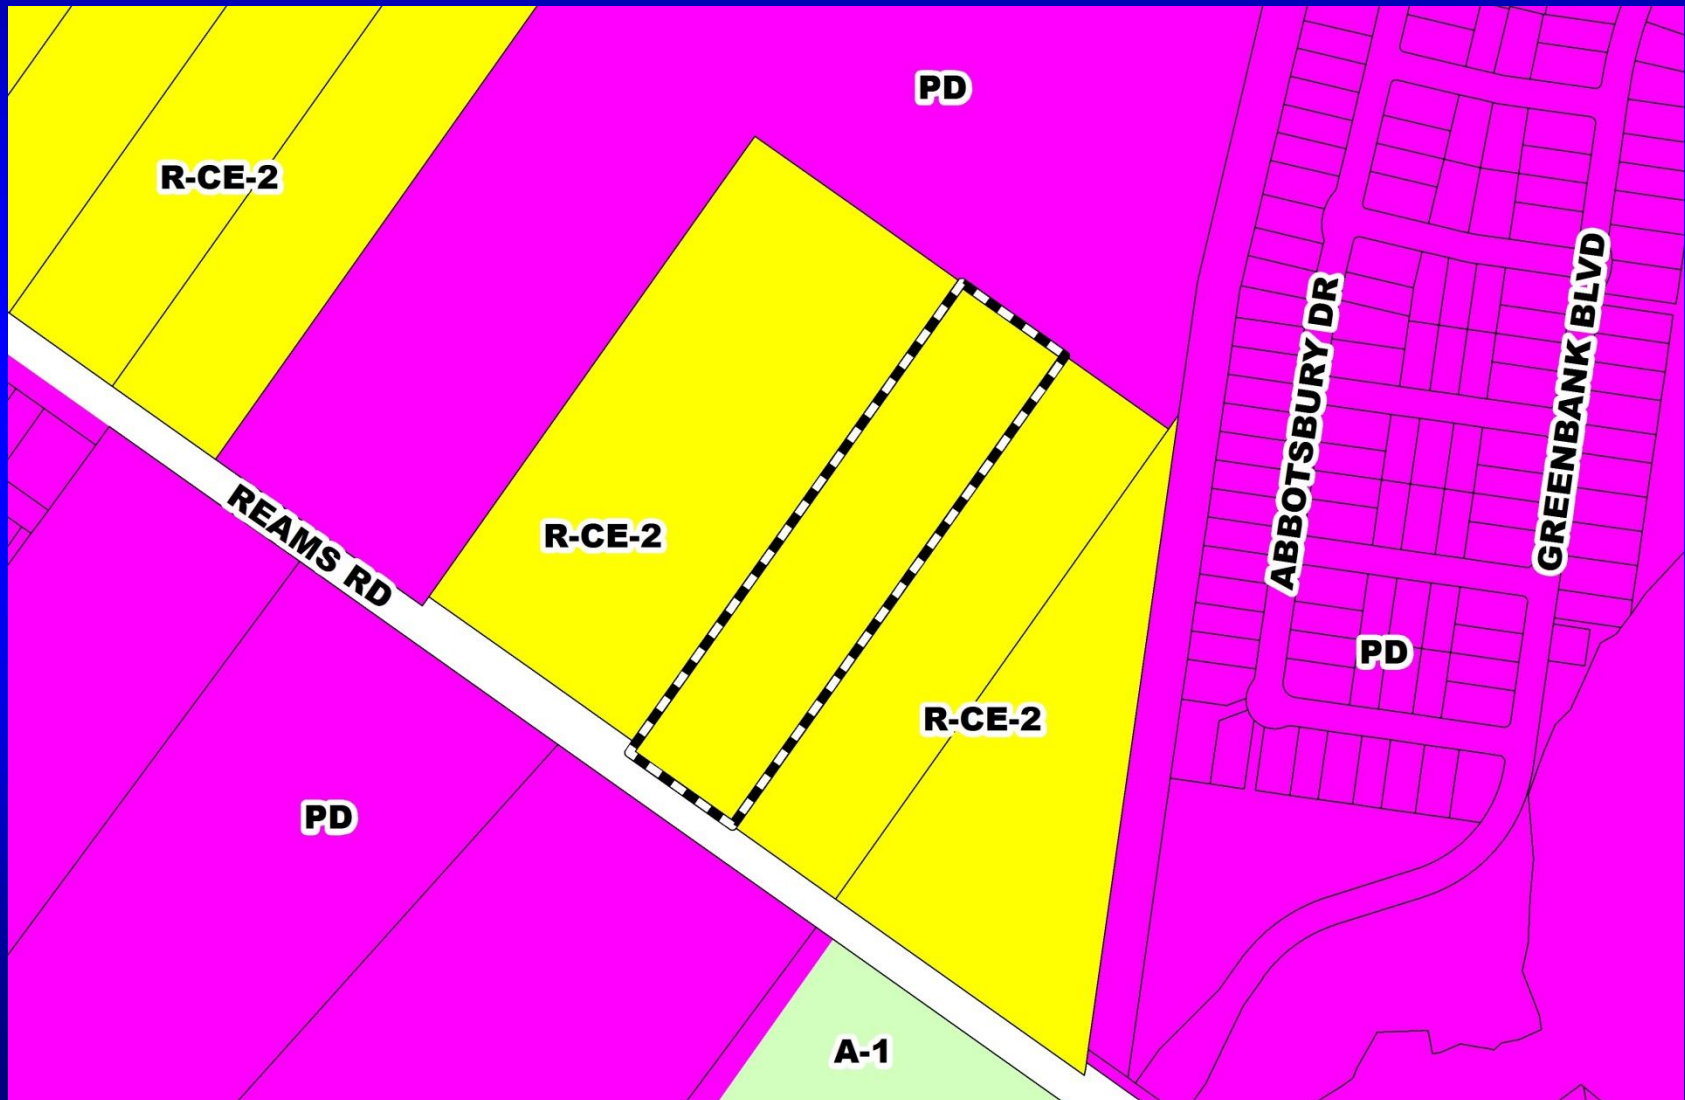 PD
R-CE-2
ABBOTSBURY DR
GREENBANK BLVD
REAMS RD
R-CE-2
PD
R-CE-2
PD
A-1